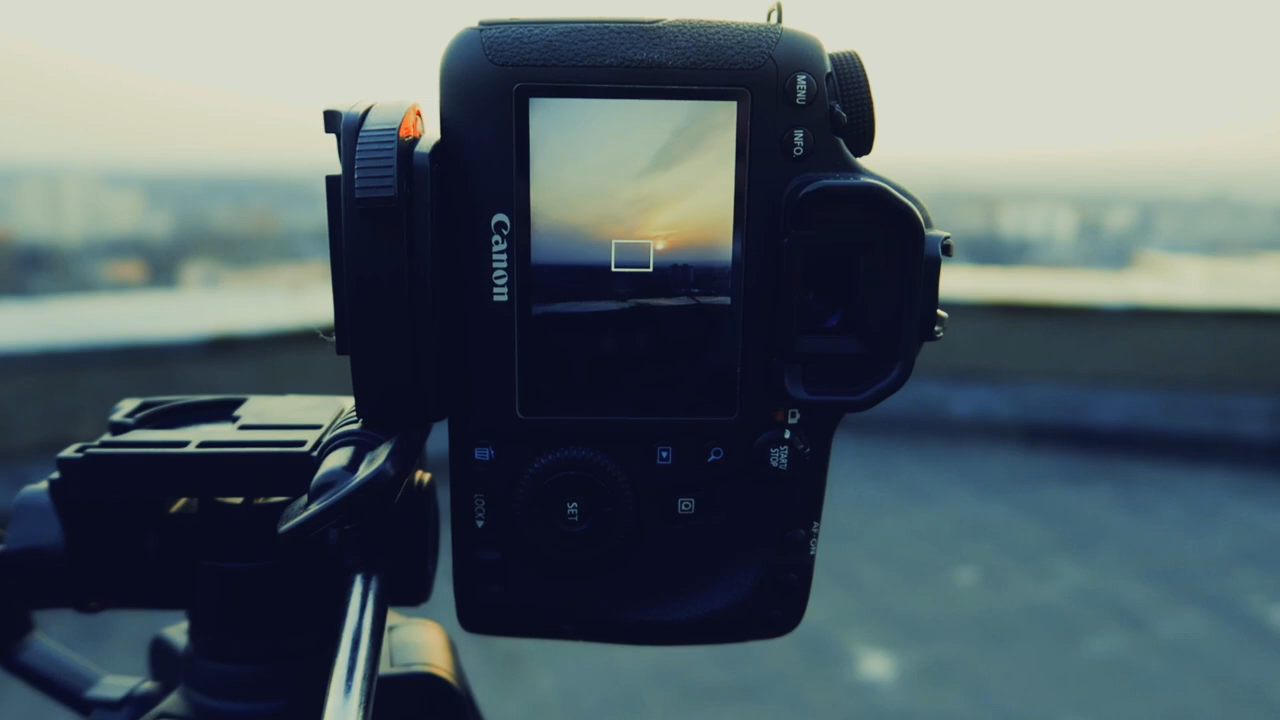 MENU
INFO.
Canon
START/
STOP
SET
LOCK
Q
AF-ON